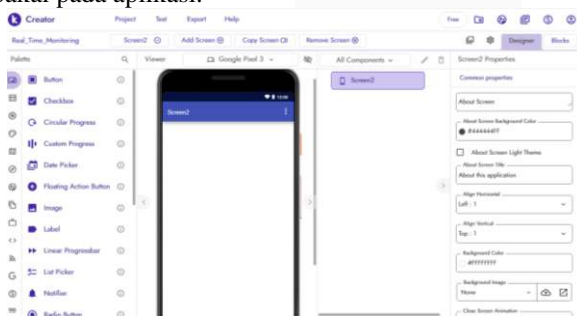 pada aplikasi.
Creator Project Test Export Help Free
Real_Time_Monitoring Screen2 Add Screen Copy Screen Remove Screen Designer Blocks
Palette Viewer Google Pixel 3 All Components Screen2 Properties
Button
Checkbox
Circular Progress
Custom Progress
Date Picker
Floating Action Button
Image
Label
Linear Progressbar
List Picker
Notifier
Radio Button
Screen2
Screen2
Common properties
About Screen
About Screen Background Color
#444444FF
About Screen Light Theme
About Screen Title
About this application
Align Horizontal
Left : 1
Align Vertical
Top : 1
Background Color
#FFFFFFFF
Background Image
None
Close Screen Animation